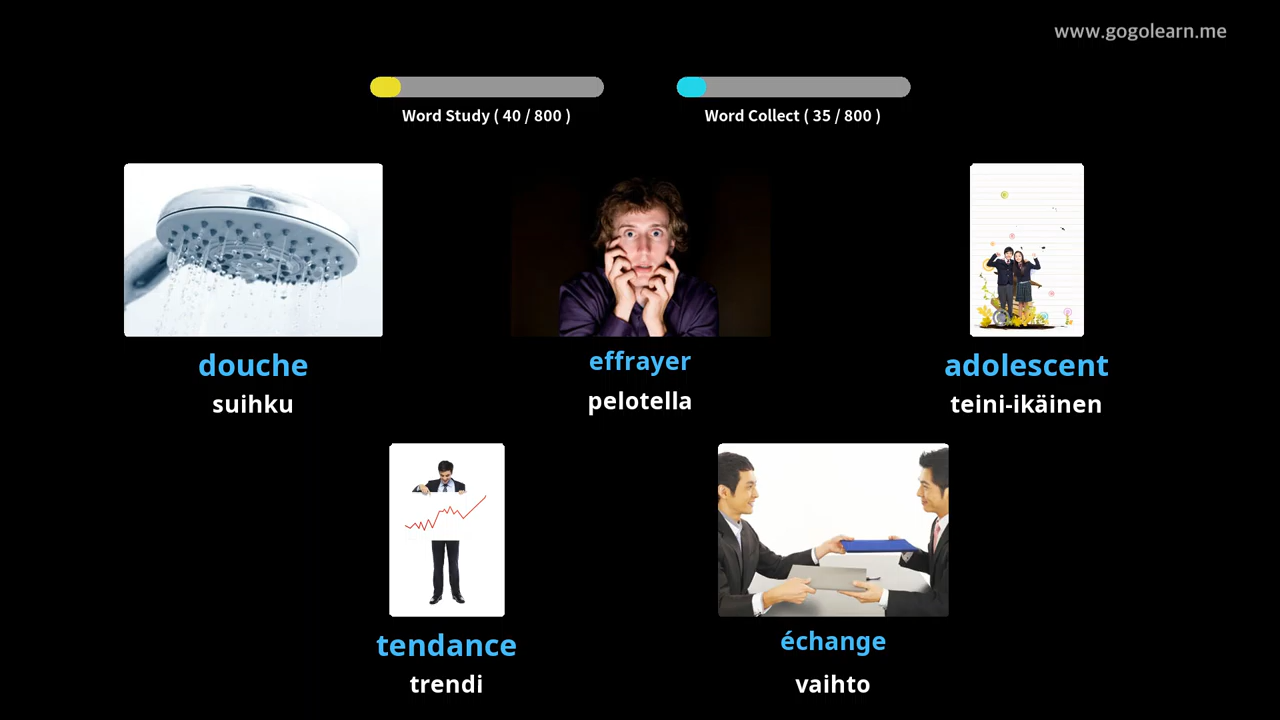 www.gogolearn.me
Word Study ( 40 / 800 )
Word Collect ( 35 / 800 )
douche
suihku
effrayer
pelotella
adolescent
teini-ikäinen
tendance
trendi
échange
vaihto